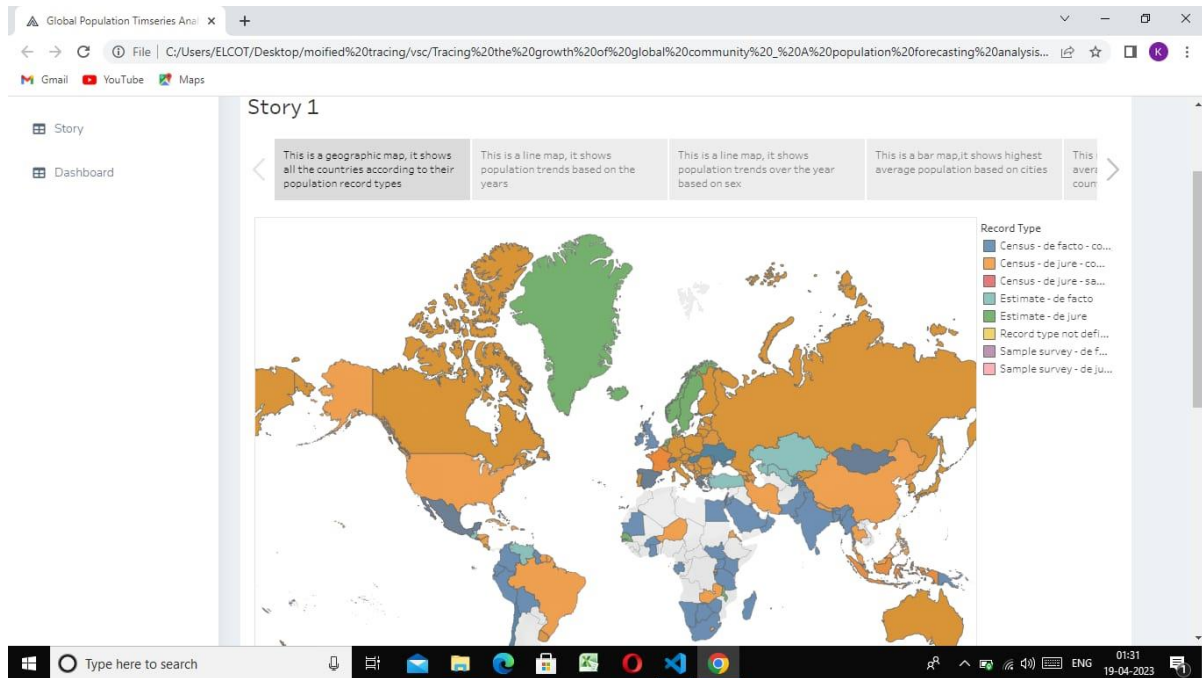 Global Population Timseries Anal
File
C:/Users/ELCOT/Desktop/moified%20tracing/vsc/Tracing%20the%20growth%20of%20global%20community%20_%20A%20population%20forecasting%20analysis...
K
Gmail
YouTube
Maps
Story
Dashboard
Story 1
This is a geographic map, it shows
all the countries according to their
population record types
This is a line map, it shows
population trends based on the
years
This is a line map, it shows
population trends over the year
based on sex
This is a bar map,it shows highest
average population based on cities
This
avera
coun
Record Type
Census - de facto - co...
Census - de jure - co...
Census - de jure - sa...
Estimate - de facto
Estimate - de jure
Record type not defi...
Sample survey - de f...
Sample survey - de ju...
Type here to search
ENG
01:31
19-04-2023
1